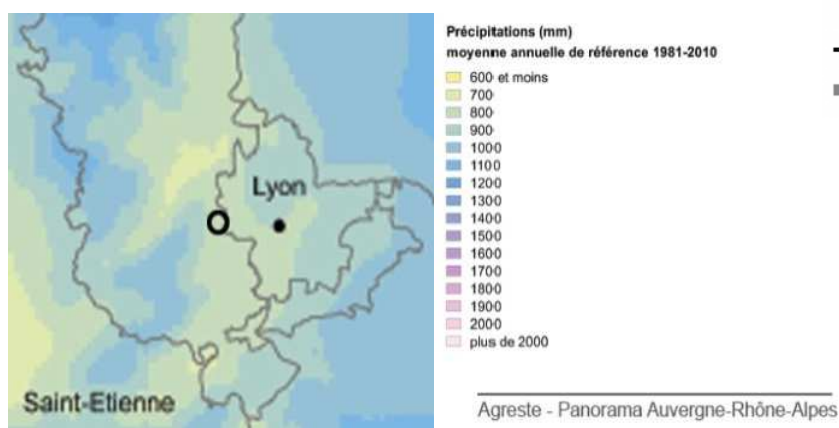 Lyon
O
Saint-Etienne
Précipitations (mm)
moyenne annuelle de référence 1981-2010
600 et moins
700
800
900
1000
1100
1200
1300
1400
1500
1600
1700
1800
1900
2000
plus de 2000
Agreste - Panorama Auvergne-Rhône-Alpes